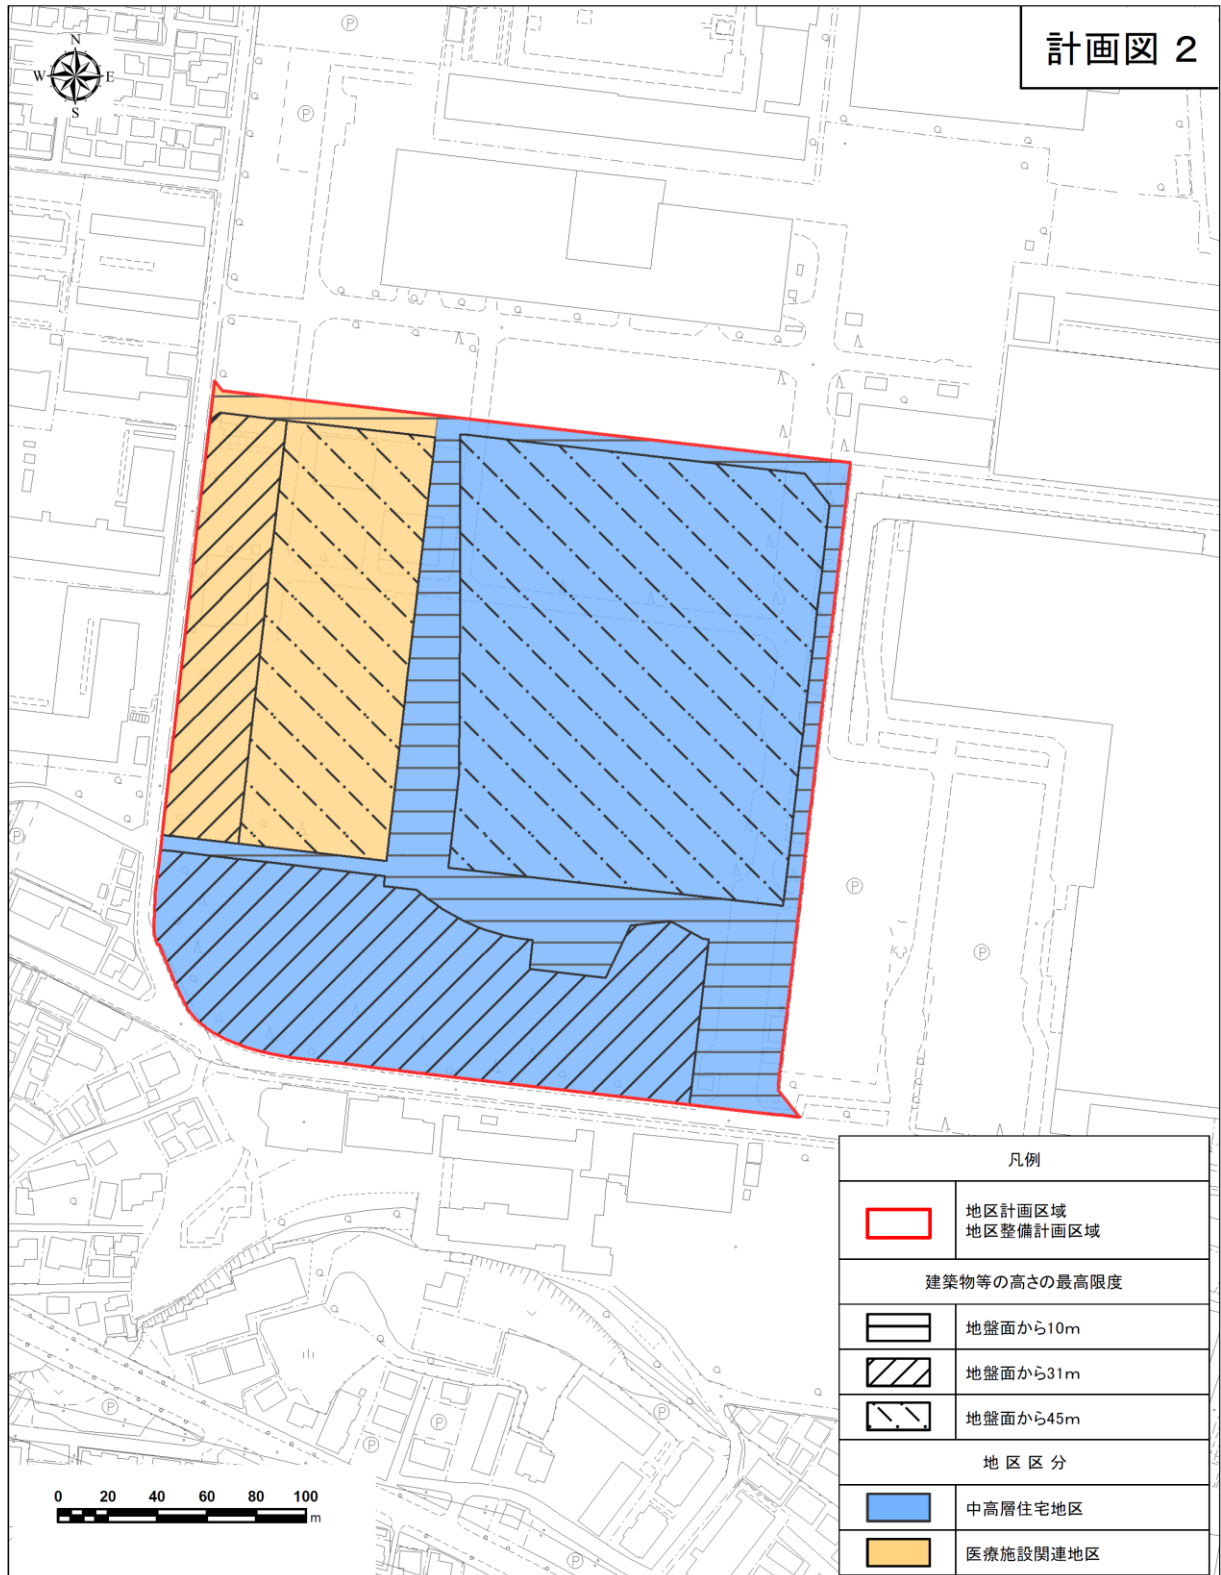 計画図 2
N
W E
S
凡例
地区計画区域
地区整備計画区域
建築物等の高さの最高限度
地盤面から10m
地盤面から31m
地盤面から45m
地区区分
中高層住宅地区
医療施設関連地区
0 20 40 60 80 100
m
P
P
P
P
P
P
P
P
P
P